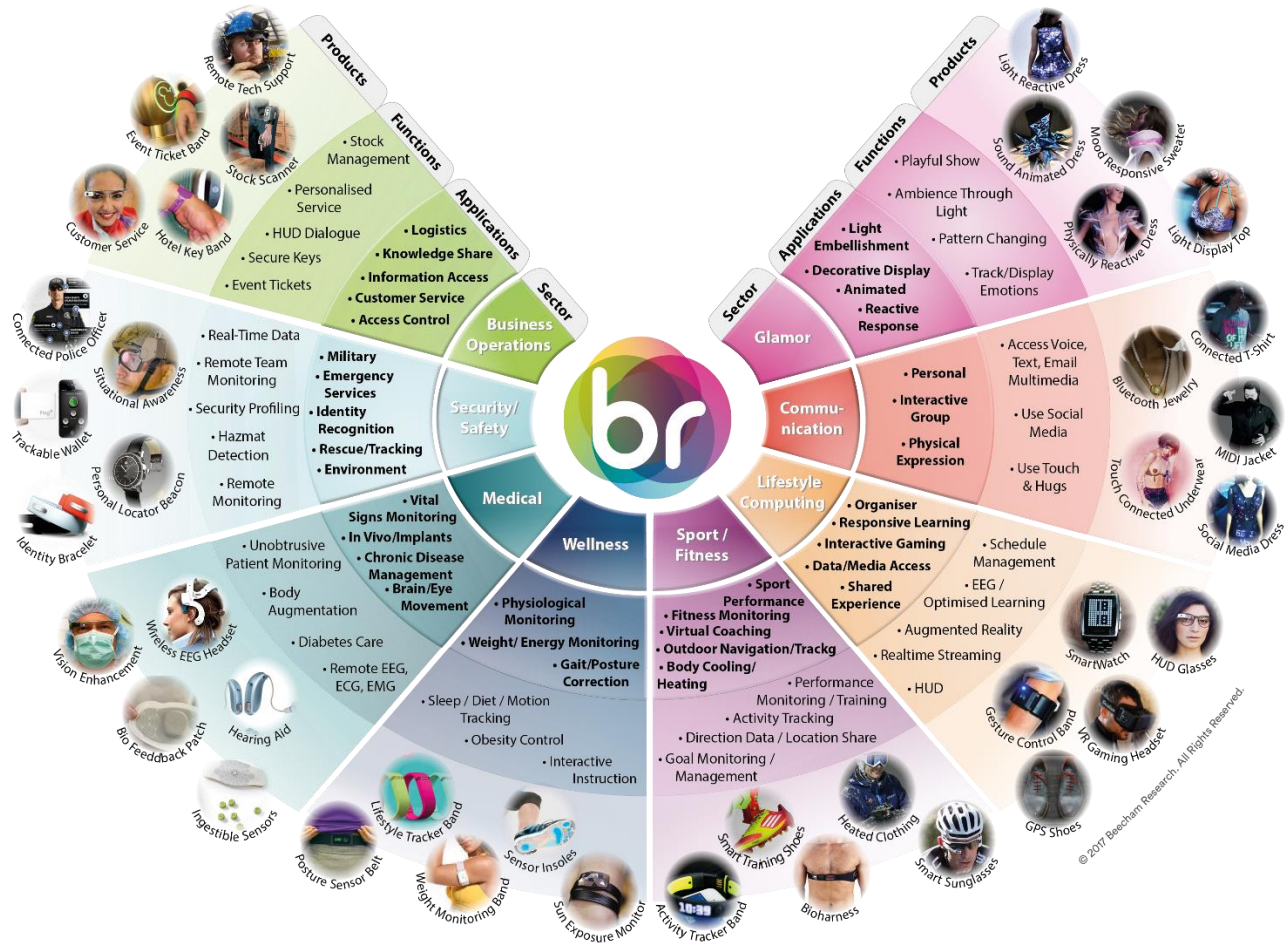 Products
Functions
Applications
Sector
Remote Tech Support
Event Ticket Band
Stock Scanner
Customer Service
Hotel Key Band
• Stock
Management
• Personalised
Service
• HUD Dialogue
• Secure Keys
• Event Tickets
• Logistics
• Knowledge Share
• Information Access
• Customer Service
• Access Control
Business
Operations
Connected Police Officer
Situational Awareness
Trackable Wallet
Personal Locator Beacon
Identity Bracelet
• Real-Time Data
• Remote Team
Monitoring
• Security Profiling
• Hazmat
Detection
• Remote
Monitoring
• Military
• Emergency
Services
• Identity
Recognition
• Rescue/Tracking
• Environment
Security/
Safety
Vision Enhancement
Wireless EEG Headset
Bio Feeddback Patch
Hearing Aid
Ingestible Sensors
• Unobtrusive
Patient Monitoring
• Body
Augmentation
• Diabetes Care
• Remote EEG,
ECG, EMG
• Vital
Signs Monitoring
• In Vivo/Implants
• Chronic Disease
Management
• Brain/Eye
Movement
Medical
Wellness
• Physiological
Monitoring
• Weight/ Energy Monitoring
• Gait/Posture
Correction
• Sleep / Diet / Motion
Tracking
• Obesity Control
• Interactive
Instruction
Lifestyle Tracker Band
Posture Sensor Belt
Sensor Insoles
Weight Monitoring Band
Sun Exposure Monitor
br
Sport /
Fitness
• Sport
Performance
• Fitness Monitoring
• Virtual Coaching
• Outdoor Navigation/Trackg
• Body Cooling/
Heating
• Performance
Monitoring / Training
• Activity Tracking
• Direction Data / Location Share
• Goal Monitoring /
Management
Smart Training Shoes
Heated Clothing
Activity Tracker Band
10:39
Bioharness
Smart Sunglasses
Lifestyle
Computing
• Organiser
• Responsive Learning
• Interactive Gaming
• Data/Media Access
• Shared
Experience
• Schedule
Management
• EEG /
Optimised Learning
• Augmented Reality
• Realtime Streaming
• HUD
SmartWatch
HUD Glasses
Gesture Control Band
VR Gaming Headset
GPS Shoes
Commu-
nication
• Personal
• Interactive
Group
• Physical
Expression
• Access Voice,
Text, Email
Multimedia
• Use Social
Media
• Use Touch
& Hugs
Connected T-Shirt
Bluetooth Jewelry
MIDI Jacket
Touch Connected Underwear
Social Media Dress
Products
Functions
Applications
Sector
Glamor
• Light
Embellishment
• Decorative Display
• Animated
• Reactive
Response
• Playful Show
• Ambience Through
Light
• Pattern Changing
• Track/Display
Emotions
Light Reactive Dress
Sound Animated Dress
Mood Responsive Sweater
Physically Reactive Dress
Light Display Top
© 2017 Beecham Research. All Rights Reserved.